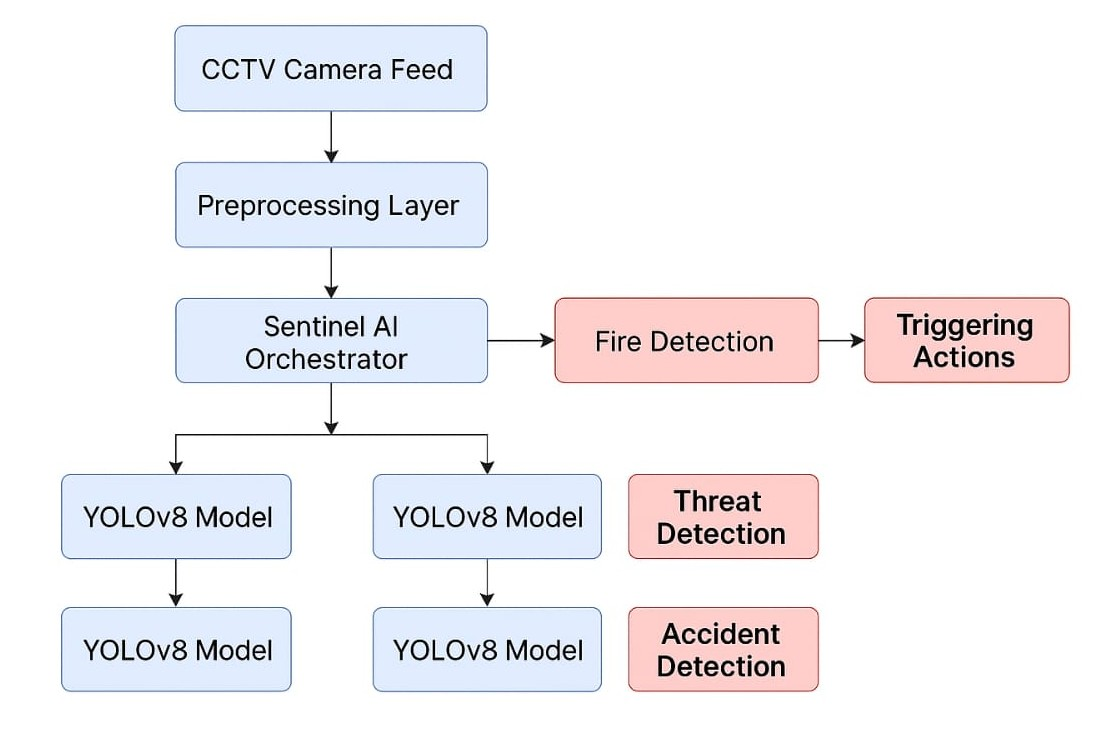 CCTV Camera Feed
Preprocessing Layer
Sentinel AI
Orchestrator
Fire Detection
Triggering
Actions
YOLOv8 Model
YOLOv8 Model
Threat
Detection
YOLOv8 Model
YOLOv8 Model
Accident
Detection